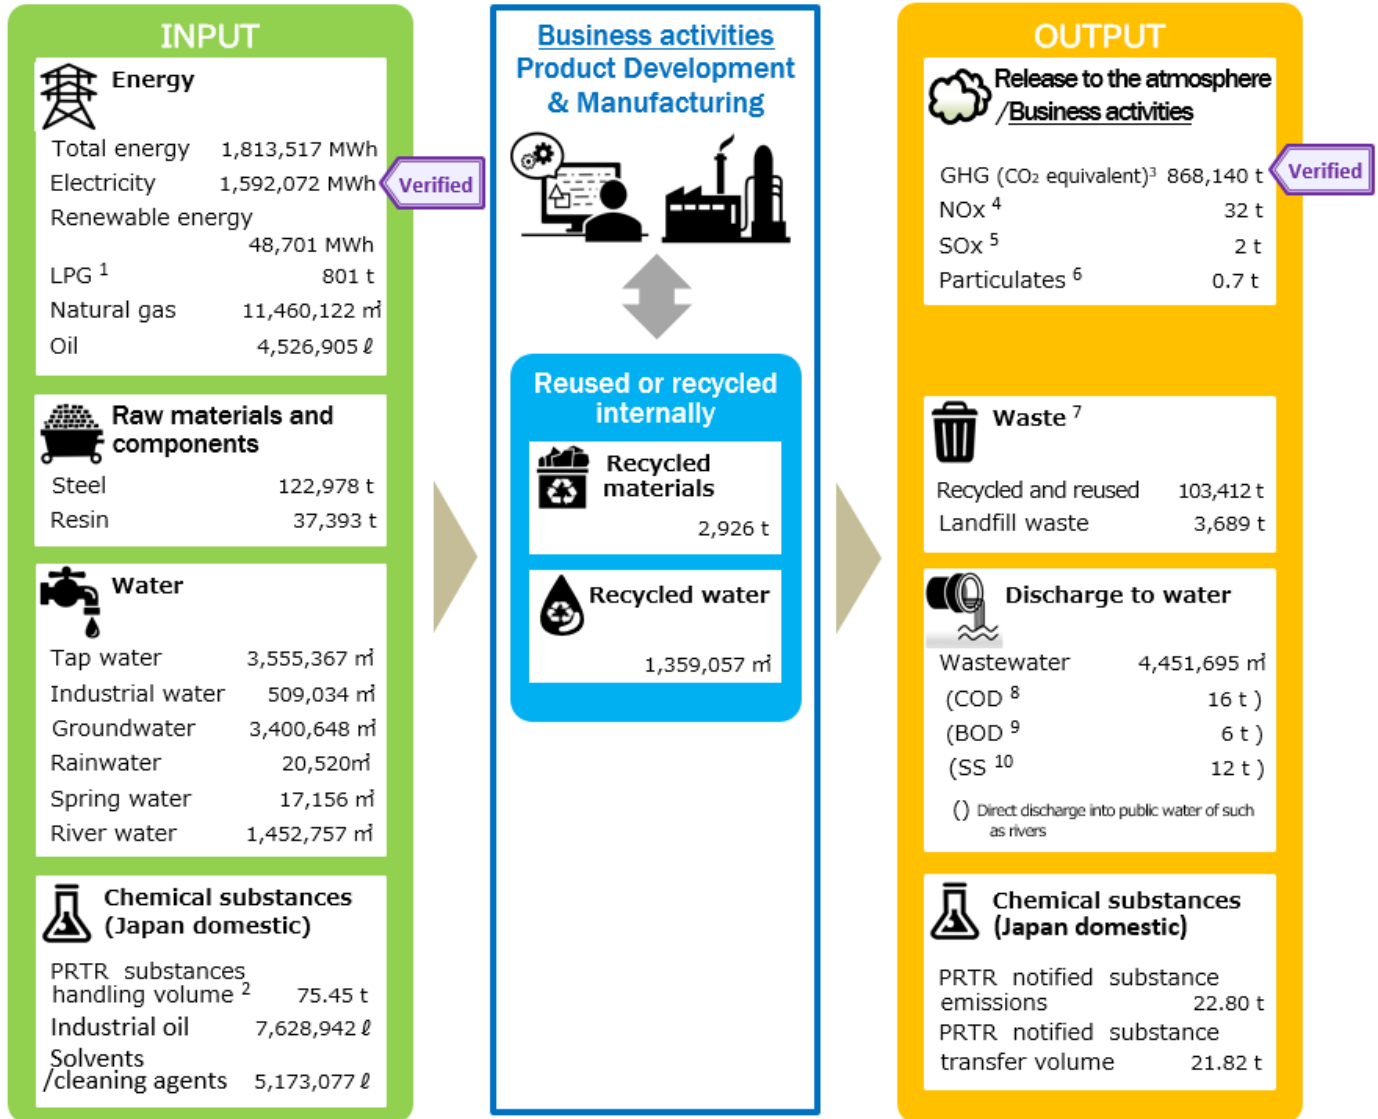 INPUT
Energy
Total energy 1,813,517 MWh
Electricity 1,592,072 MWh
Verified
Renewable energy
48,701 MWh
LPG 1 801 t
Natural gas 11,460,122 ㎥
Oil 4,526,905 ℓ
Raw materials and
components
Steel 122,978 t
Resin 37,393 t
Water
Tap water 3,555,367 ㎥
Industrial water 509,034 ㎥
Groundwater 3,400,648 ㎥
Rainwater 20,520㎥
Spring water 17,156 ㎥
River water 1,452,757 ㎥
Chemical substances
(Japan domestic)
PRTR substances
handling volume 2 75.45 t
Industrial oil 7,628,942 ℓ
Solvents
/cleaning agents 5,173,077 ℓ
Business activities
Product Development
& Manufacturing
Reused or recycled
internally
Recycled
materials
2,926 t
Recycled water
1,359,057 ㎥
OUTPUT
Release to the atmosphere
/Business activities
GHG (CO₂ equivalent)³ 868,140 t
Verified
NOx 4 32 t
SOx 5 2 t
Particulates 6 0.7 t
Waste 7
Recycled and reused 103,412 t
Landfill waste 3,689 t
Discharge to water
Wastewater 4,451,695 ㎥
(COD 8 16 t )
(BOD 9 6 t )
(SS 10 12 t )
() Direct discharge into public water of such
as rivers
Chemical substances
(Japan domestic)
PRTR notified substance
emissions 22.80 t
PRTR notified substance
transfer volume 21.82 t